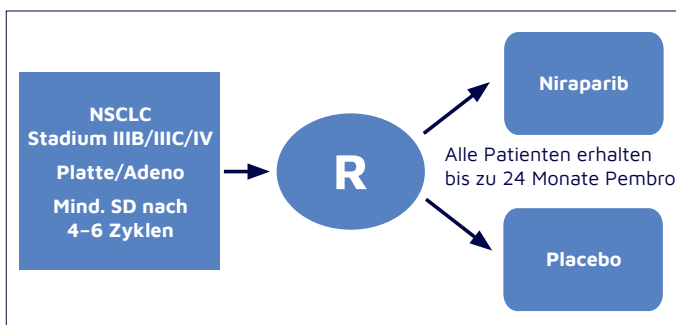 NSCLC
Stadium IIIB/IIIC/IV
Platte/Adeno
Mind. SD nach
4–6 Zyklen
R
Niraparib
Alle Patienten erhalten
bis zu 24 Monate Pembro
Placebo